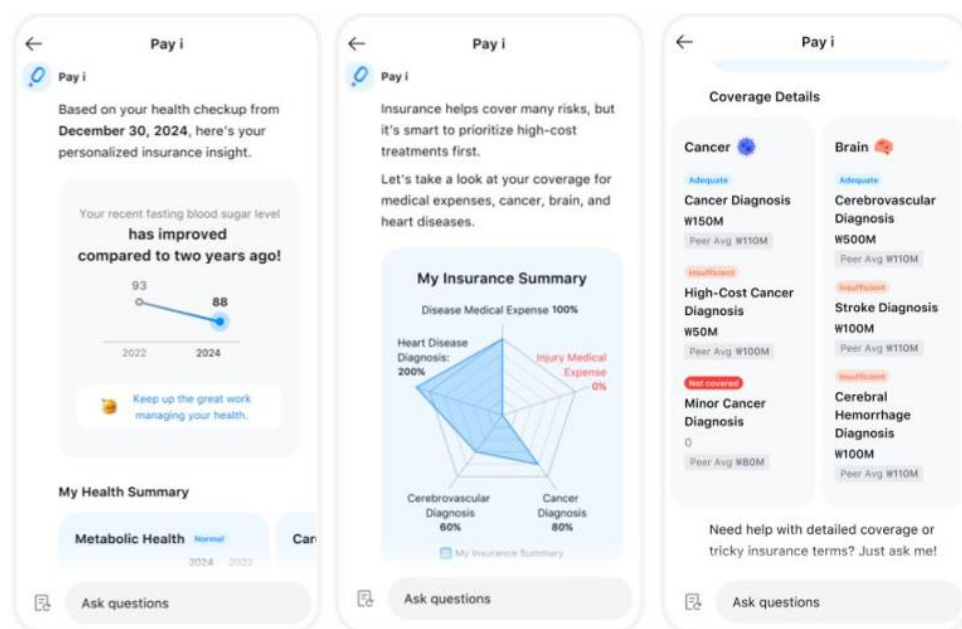 Pay i
Pay i
Based on your health checkup from
December 30, 2024, here's your
personalized insurance insight.
Your recent fasting blood sugar level
has improved
compared to two years ago!
93
88
2022
2024
Keep up the great work
managing your health.
My Health Summary
Metabolic Health
Normal
2024
2022
Car
Ask questions
Pay i
Pay i
Insurance helps cover many risks, but
it's smart to prioritize high-cost
treatments first.
Let's take a look at your coverage for
medical expenses, cancer, brain, and
heart diseases.
My Insurance Summary
Disease Medical Expense 100%
Heart Disease
Diagnosis:
200%
Injury Medical
Expense
0%
Cerebrovascular
Diagnosis
60%
Cancer
Diagnosis
80%
My Insurance Summary
Ask questions
Pay i
Coverage Details
Cancer
Adequate
Cancer Diagnosis
₩150M
Peer Avg ₩110M
Insufficient
High-Cost Cancer
Diagnosis
₩50M
Peer Avg ₩100M
Not covered
Minor Cancer
Diagnosis
0
Peer Avg ₩80M
Brain
Adequate
Cerebrovascular
Diagnosis
₩500M
Peer Avg ₩110M
Insufficient
Stroke Diagnosis
₩100M
Peer Avg ₩110M
Insufficient
Cerebral
Hemorrhage
Diagnosis
₩100M
Peer Avg ₩110M
Need help with detailed coverage or
tricky insurance terms? Just ask me!
Ask questions